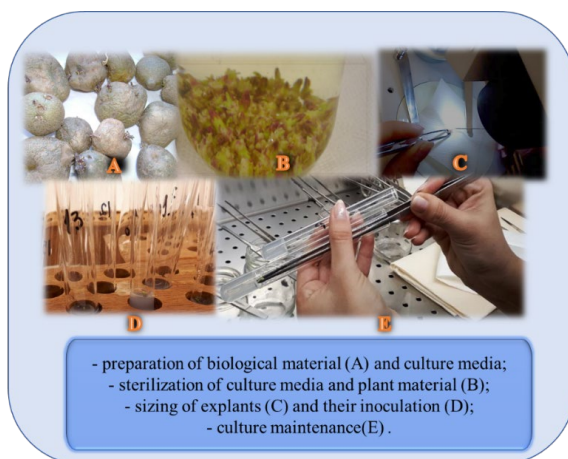 A
B
C
D
E
- preparation of biological material (A) and culture media;
- sterilization of culture media and plant material (B);
- sizing of explants (C) and their inoculation (D);
- culture maintenance(E) .